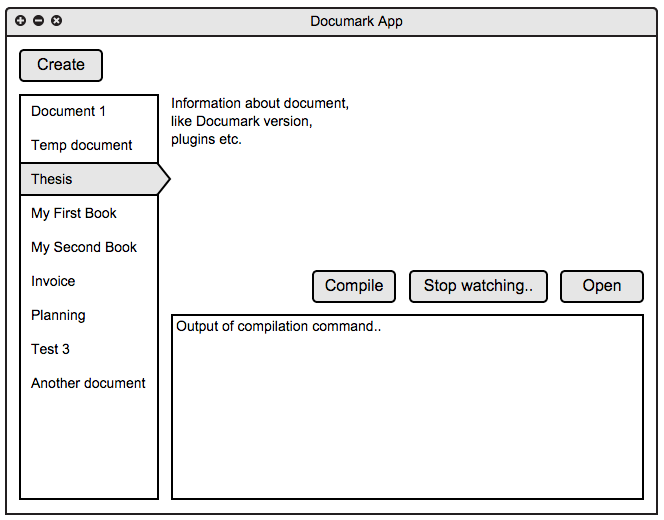 Documark App
Create
Document 1
Temp document
Thesis
My First Book
My Second Book
Invoice
Planning
Test 3
Another document
Information about document,
like Documark version,
plugins etc.
Compile
Stop watching..
Open
Output of compilation command..